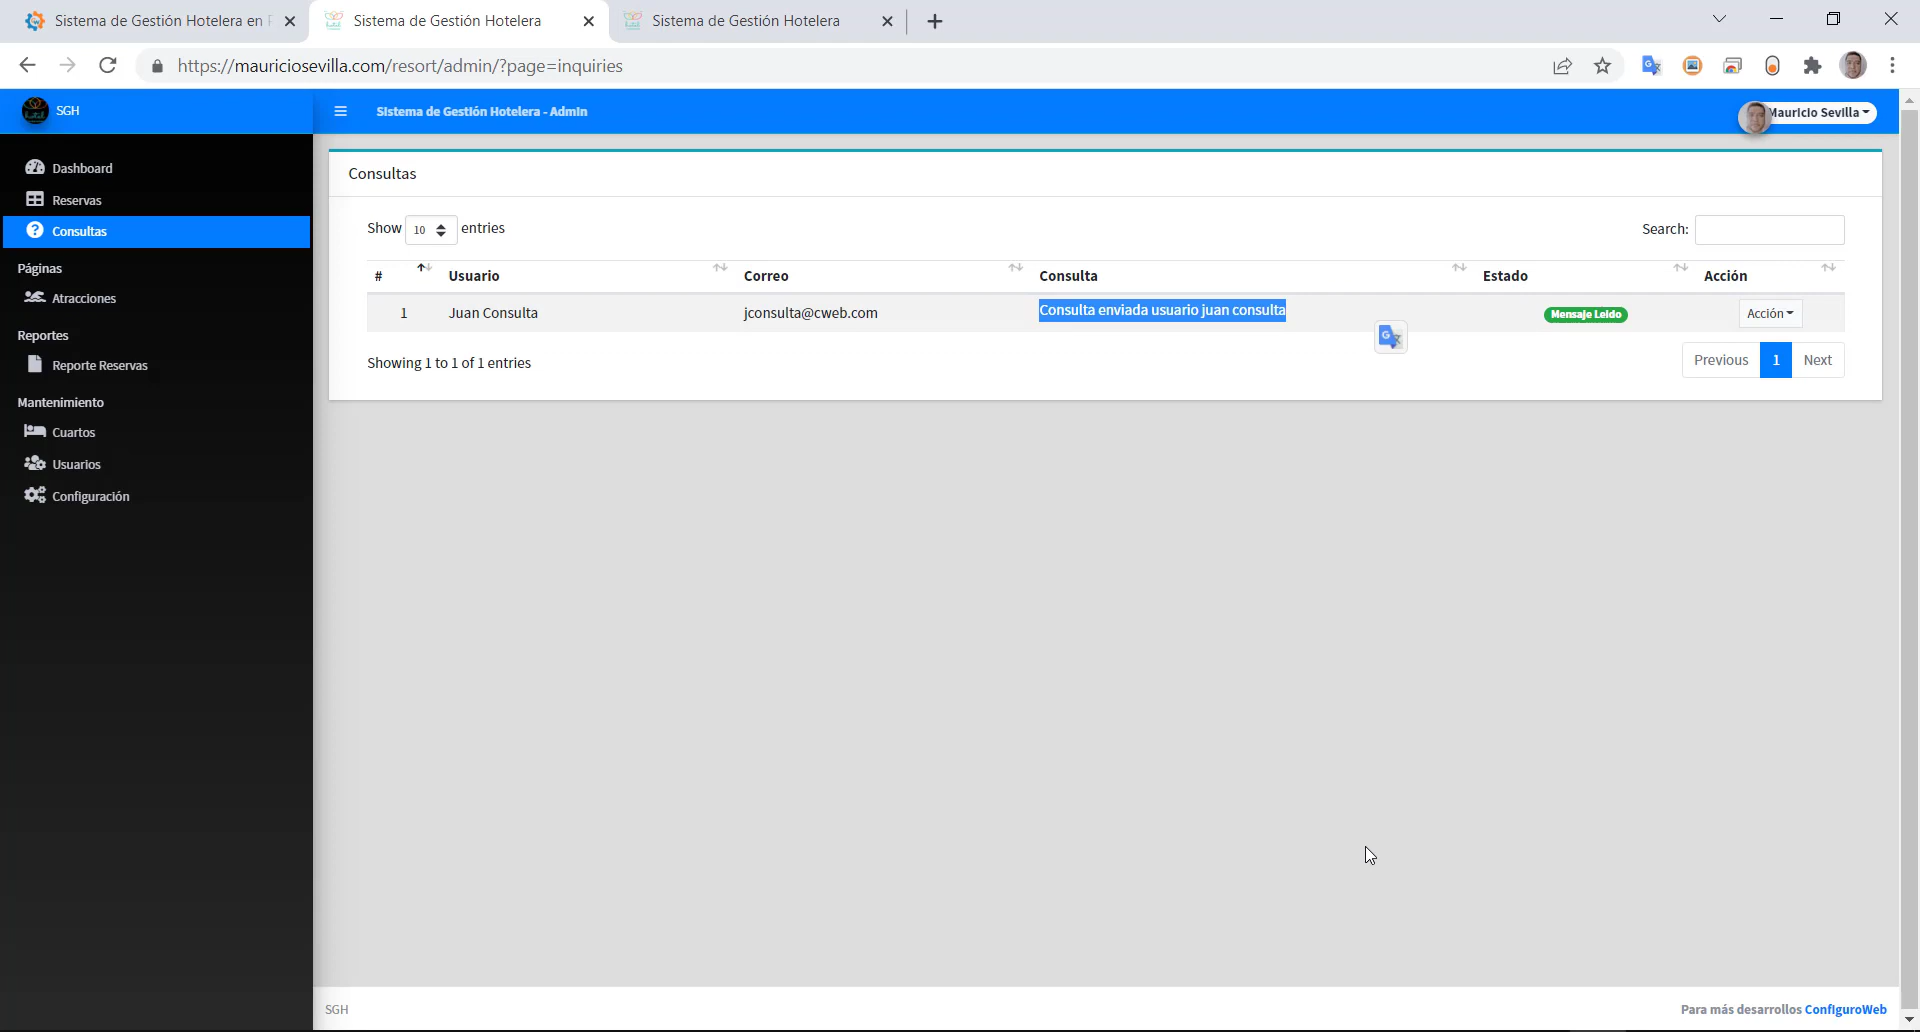 Sistema de Gestión Hotelera en
Sistema de Gestión Hotelera
Sistema de Gestión Hotelera
https://mauriciosevilla.com/resort/admin/?page=inquiries
SGH
Sistema de Gestión Hotelera - Admin
Mauricio Sevilla
Dashboard
Reservas
Consultas
Páginas
Atracciones
Reportes
Reporte Reservas
Mantenimiento
Cuartos
Usuarios
Configuración
Consultas
Show 10 entries
Search:
# Usuario Correo Consulta Estado Acción
1 Juan Consulta jconsulta@cweb.com Consulta enviada usuario juan consulta Mensaje Leido Acción
Showing 1 to 1 of 1 entries
Previous 1 Next
SGH
Para más desarrollos ConfiguroWeb